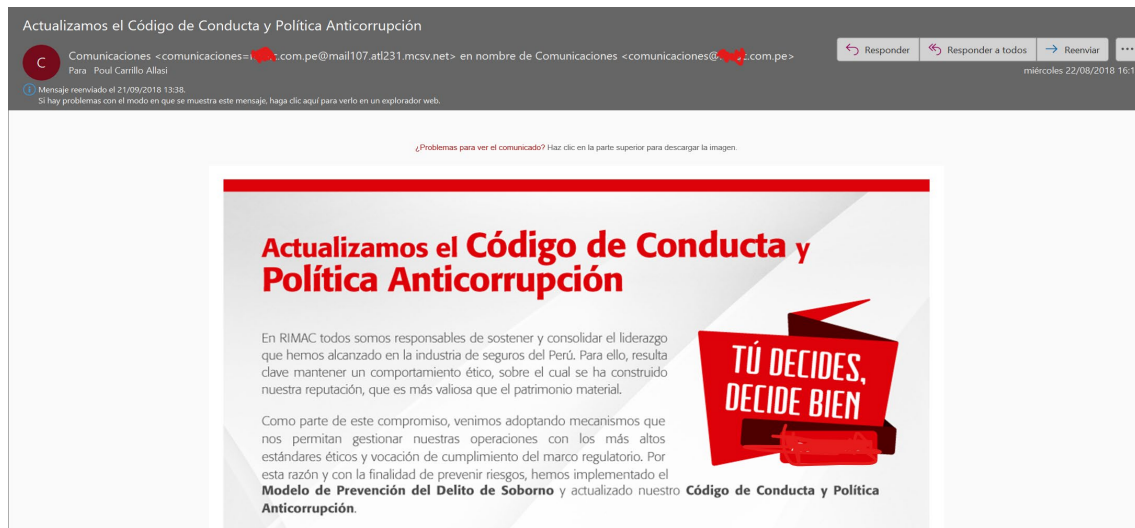 Actualizamos el Código de Conducta y Política Anticorrupción
C
Comunicaciones <comunicaciones=
.com.pe@mail107.atl231.mcsv.net> en nombre de Comunicaciones <comunicaciones@
.com.pe>
Para Poul Carrillo Allasi
Responder
Responder a todos
Reenviar
miércoles 22/08/2018 16:1
Mensaje reenviado el 21/09/2018 13:38.
Si hay problemas con el modo en que se muestra este mensaje, haga clic aquí para verlo en un explorador web.
¿Problemas para ver el comunicado? Haz clic en la parte superior para descargar la imagen.
Actualizamos el Código de Conducta y
Política Anticorrupción
En RIMAC todos somos responsables de sostener y consolidar el liderazgo
que hemos alcanzado en la industria de seguros del Perú. Para ello, resulta
clave mantener un comportamiento ético, sobre el cual se ha construido
nuestra reputación, que es más valiosa que el patrimonio material.
Como parte de este compromiso, venimos adoptando mecanismos que
nos permitan gestionar nuestras operaciones con los más altos
estándares éticos y vocación de cumplimiento del marco regulatorio. Por
esta razón y con la finalidad de prevenir riesgos, hemos implementado el
Modelo de Prevención del Delito de Soborno y actualizado nuestro Código de Conducta y Política
Anticorrupción.
TÚ DECIDES,
DECIDE BIEN